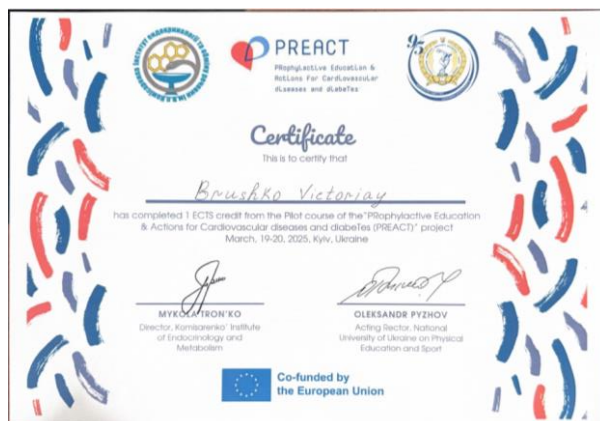 PREACT
PRophylactive Education &
Actions for Cardiovascular
diseases and diabeTes
95
Certificate
This is to certify that
Brushko Victoriay
has completed 1 ECTS credit from the Pilot course of the "PRophylactive Education
& Actions for Cardiovascular diseases and diabeTes (PREACT)" project
March, 19-20, 2025, Kyiv, Ukraine
MYKOLA TRON'KO
Director, Komisarenko' Institute
of Endocrinology and
Metabolism
OLEKSANDR PYZHOV
Acting Rector, National
University of Ukraine on Physical
Education and Sport
Co-funded by
the European Union